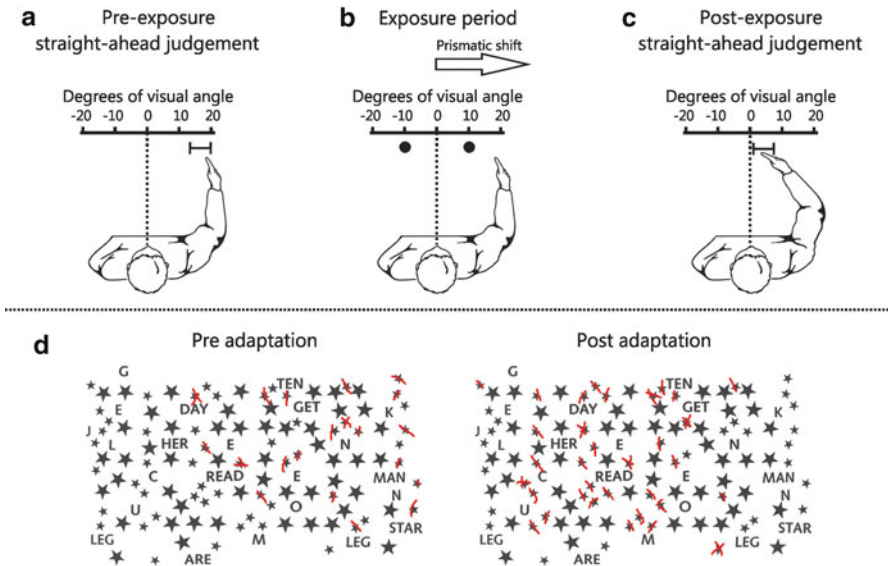 a Pre-exposure
straight-ahead judgement
Degrees of visual angle
-20 -10 0 10 20
b Exposure period
Prismatic shift
Degrees of visual angle
-20 -10 0 10 20
c Post-exposure
straight-ahead judgement
Degrees of visual angle
-20 -10 0 10 20
d Pre adaptation
G
TEN
E DAY GET K
J
L HER E N
C READ E MAN
N
U O
STAR
LEG M LEG
ARE
Post adaptation
G
TEN
E DAY GET K
J
L HER E N
C READ E MAN
N
U O
STAR
LEG M LEG
ARE